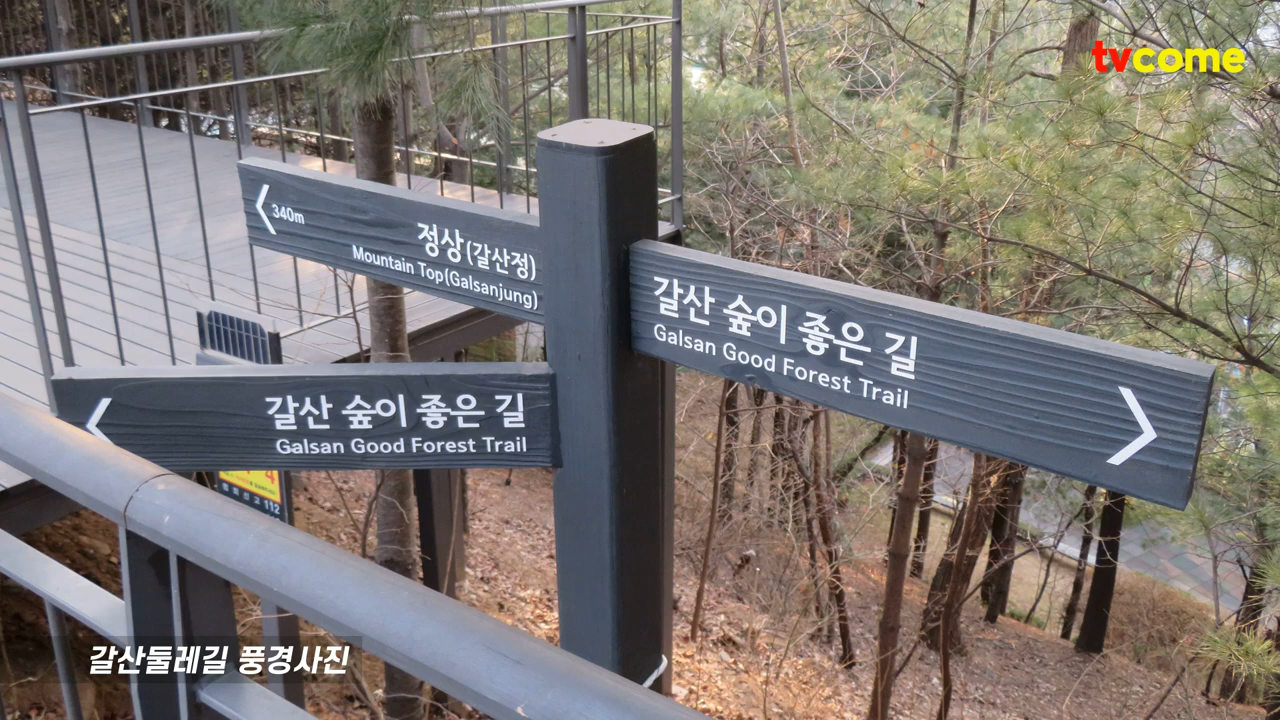 tvcome
340m
정상(갈산정)
Mountain Top(Galsanjung)
갈산 숲이 좋은 길
Galsan Good Forest Trail
갈산 숲이 좋은 길
Galsan Good Forest Trail
112
갈산둘레길 풍경사진